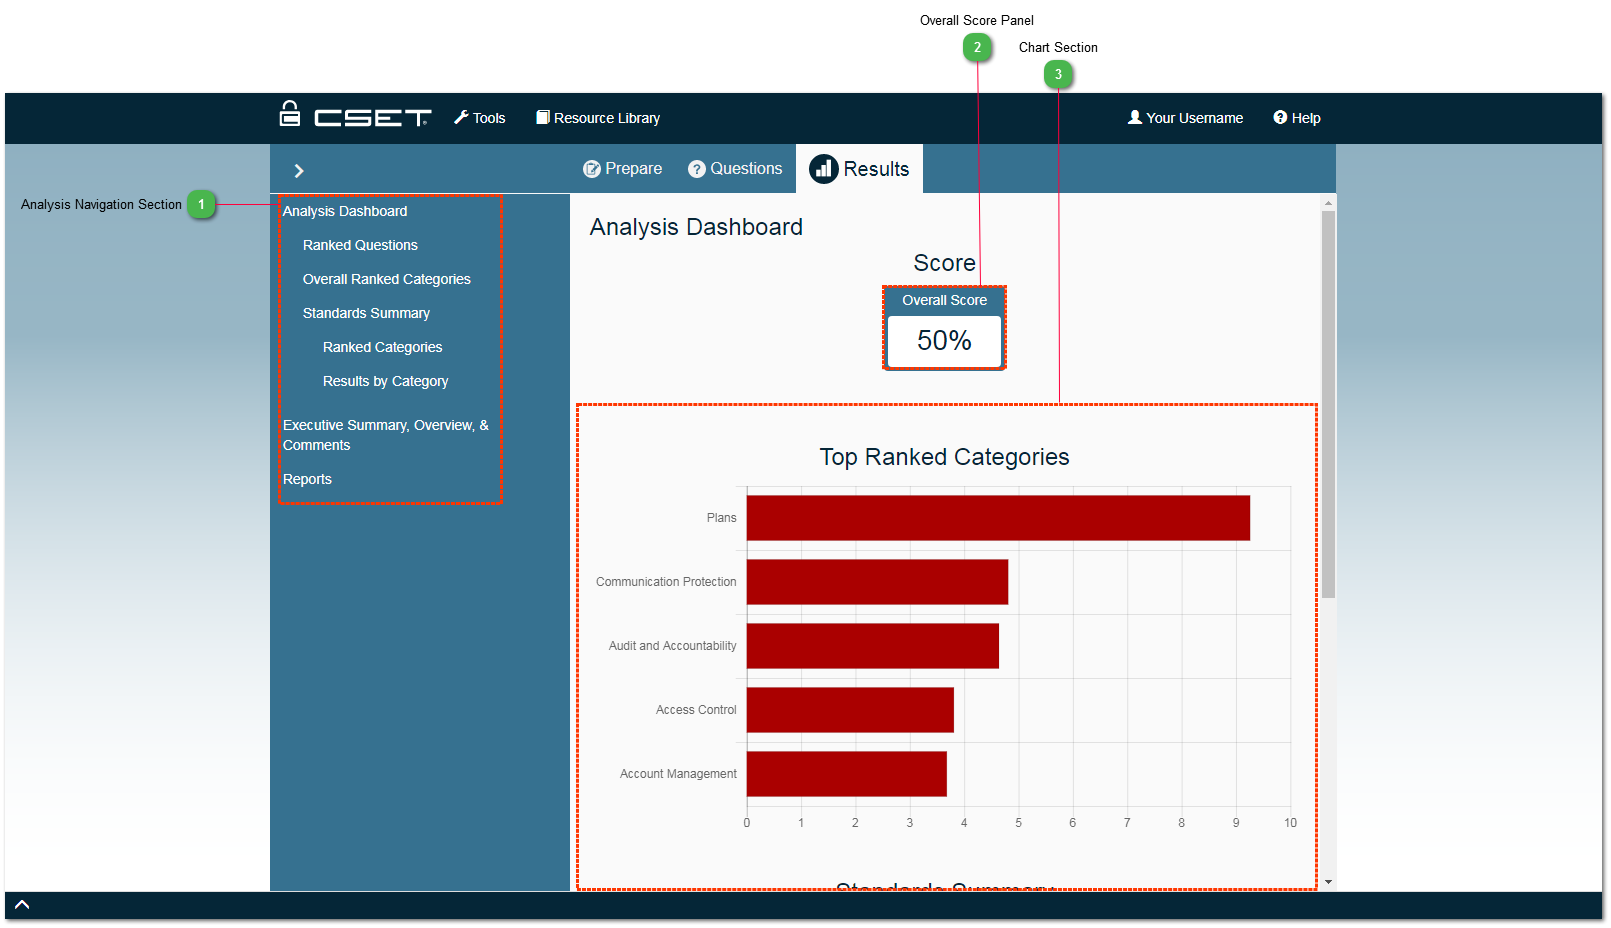 Overall Score Panel
2
Chart Section
3
CSET
Tools
Resource Library
Your Username
Help
Prepare
Questions
Results
Analysis Navigation Section
1
Analysis Dashboard
Ranked Questions
Overall Ranked Categories
Standards Summary
Ranked Categories
Results by Category
Executive Summary, Overview, &
Comments
Reports
Analysis Dashboard
Score
Overall Score
50%
Top Ranked Categories
Plans
Communication Protection
Audit and Accountability
Access Control
Account Management
0 1 2 3 4 5 6 7 8 9 10
Standards Summary